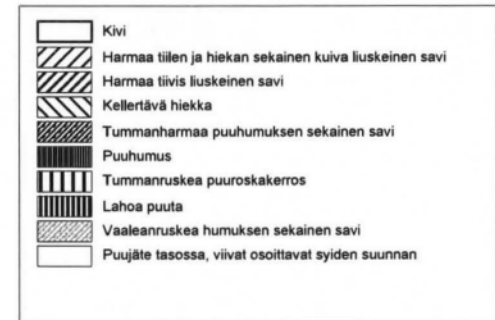 Kivi
Harmaa tiilen ja hiekan sekainen kuiva liuskeinen savi
Harmaa tiivis liuskeinen savi
Kellertävä hiekka
Tummanharmaa puuhumuksen sekainen savi
Puuhumus
Tummanruskea puuroskakerros
Lahoa puuta
Vaaleanruskea humuksen sekainen savi
Puujäte tasossa, viivat osoittavat syiden suunnan